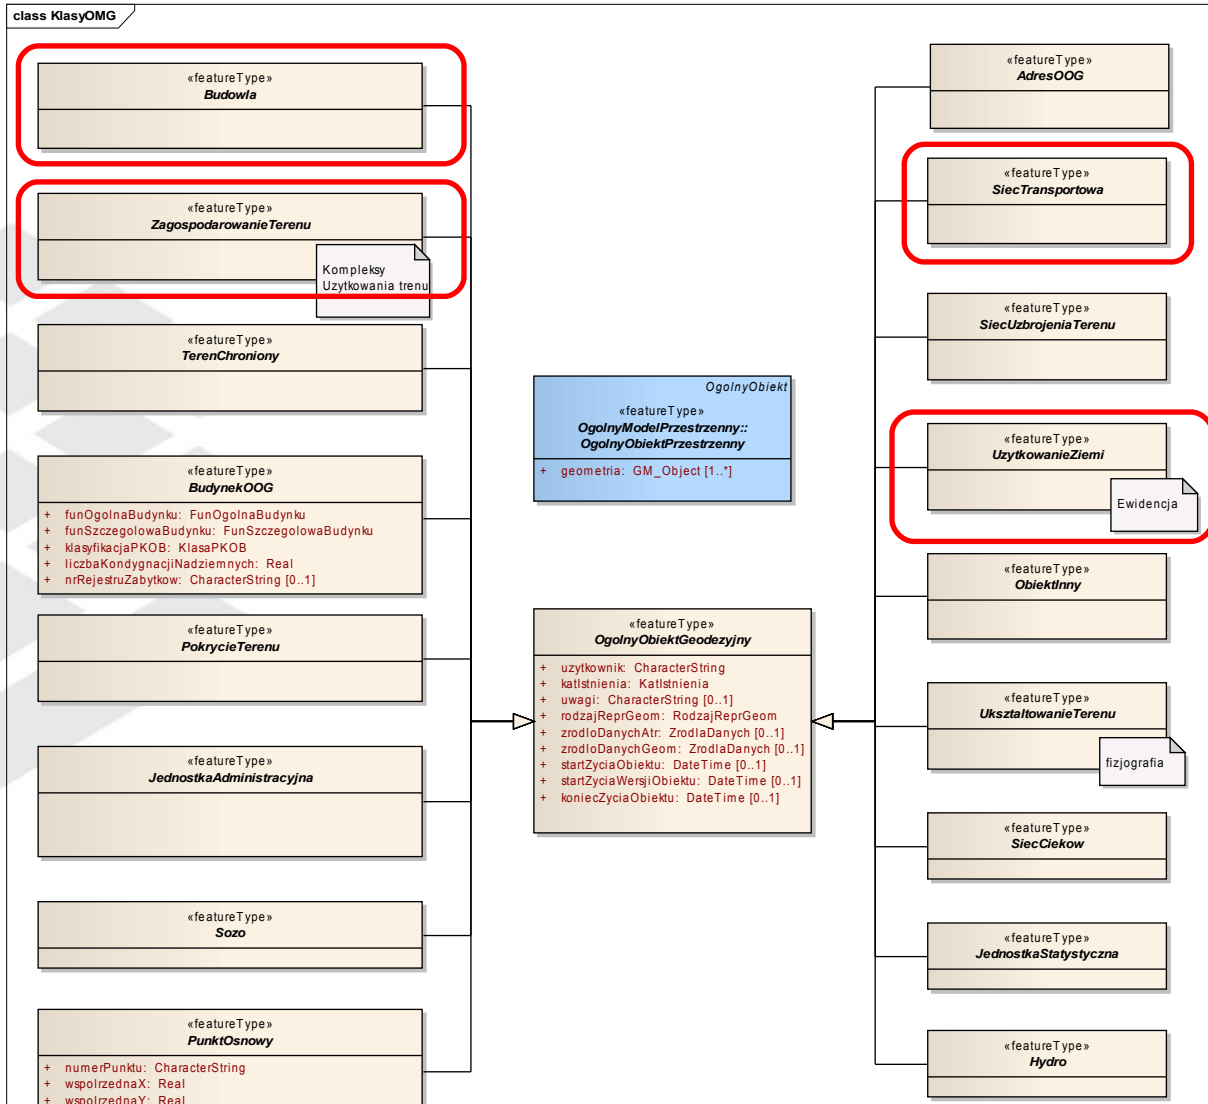 class KlasyOMG
«featureType»
Budowla
«featureType»
ZagospodarowanieTerenu
Kompleksy
Uzytkowania trenu
«featureType»
TerenChroniony
«featureType»
BudynekOOG
+ funOgolnaBudynku: FunOgolnaBudynku
+ funSzczegolowaBudynku: FunSzczegolowaBudynku
+ klasyfikacjaPKOB: KlasaPKOB
+ liczbaKondygnacjiNadziemnych: Real
+ nrRejestruZabytkow: CharacterString [0..1]
«featureType»
PokrycieTerenu
«featureType»
JednostkaAdministracyjna
«featureType»
Sozo
«featureType»
PunktOsnowy
+ numerPunktu: CharacterString
+ wspolrzednaX: Real
+ wspolrzednaY: Real
OgolnyObiekt
«featureType»
OgolnyModelPrzestrzenny::
OgolnyObiektPrzestrzenny
+ geometria: GM_Object [1..*]
«featureType»
OgolnyObiektGeodezyjny
+ uzytkownik: CharacterString
+ katIstnienia: KatIstnienia
+ uwagi: CharacterString [0..1]
+ rodzajReprGeom: RodzajReprGeom
+ zrodloDanychAtr: ZrodlaDanych [0..1]
+ zrodloDanychGeom: ZrodlaDanych [0..1]
+ startZyciaObiektu: DateTime [0..1]
+ startZyciaWersjiObiektu: DateTime [0..1]
+ koniecZyciaObiektu: DateTime [0..1]
«featureType»
AdresOOG
«featureType»
SiecTransportowa
«featureType»
SiecUzbrojeniaTerenu
«featureType»
UzytkowanieZiemi
Ewidencja
«featureType»
ObiektInny
«featureType»
UksztaltowanieTerenu
fizjografia
«featureType»
SiecCiekow
«featureType»
JednostkaStatystyczna
«featureType»
Hydro